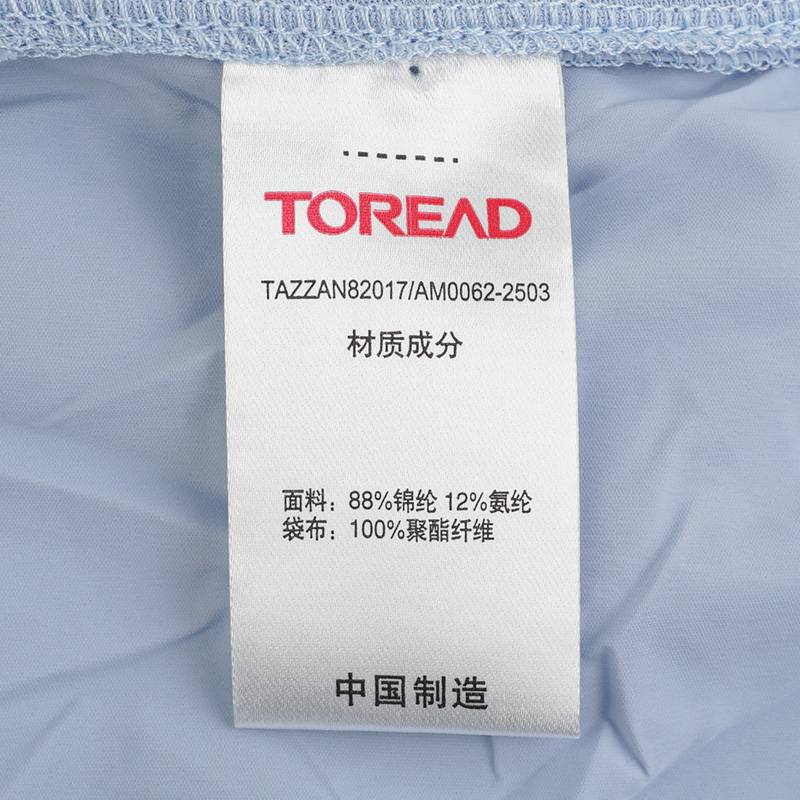 TOREAD
TAZZAN82017/AM0062-2503
材质成分
面料：88%锦纶 12%氨纶
袋布：100%聚酯纤维
中国制造